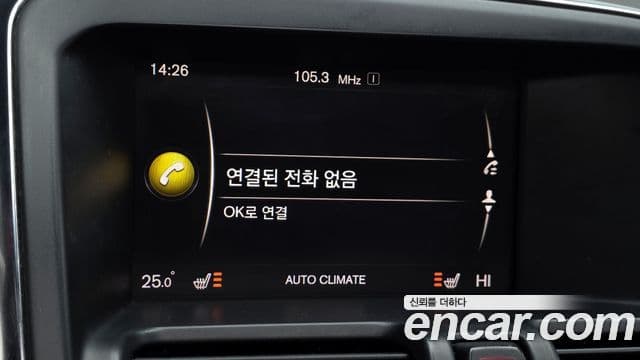 14:26 105.3 MHz I
연결된 전화 없음
OK로 연결
25.0° AUTO CLIMATE HI
신뢰를 더하다
encar.com